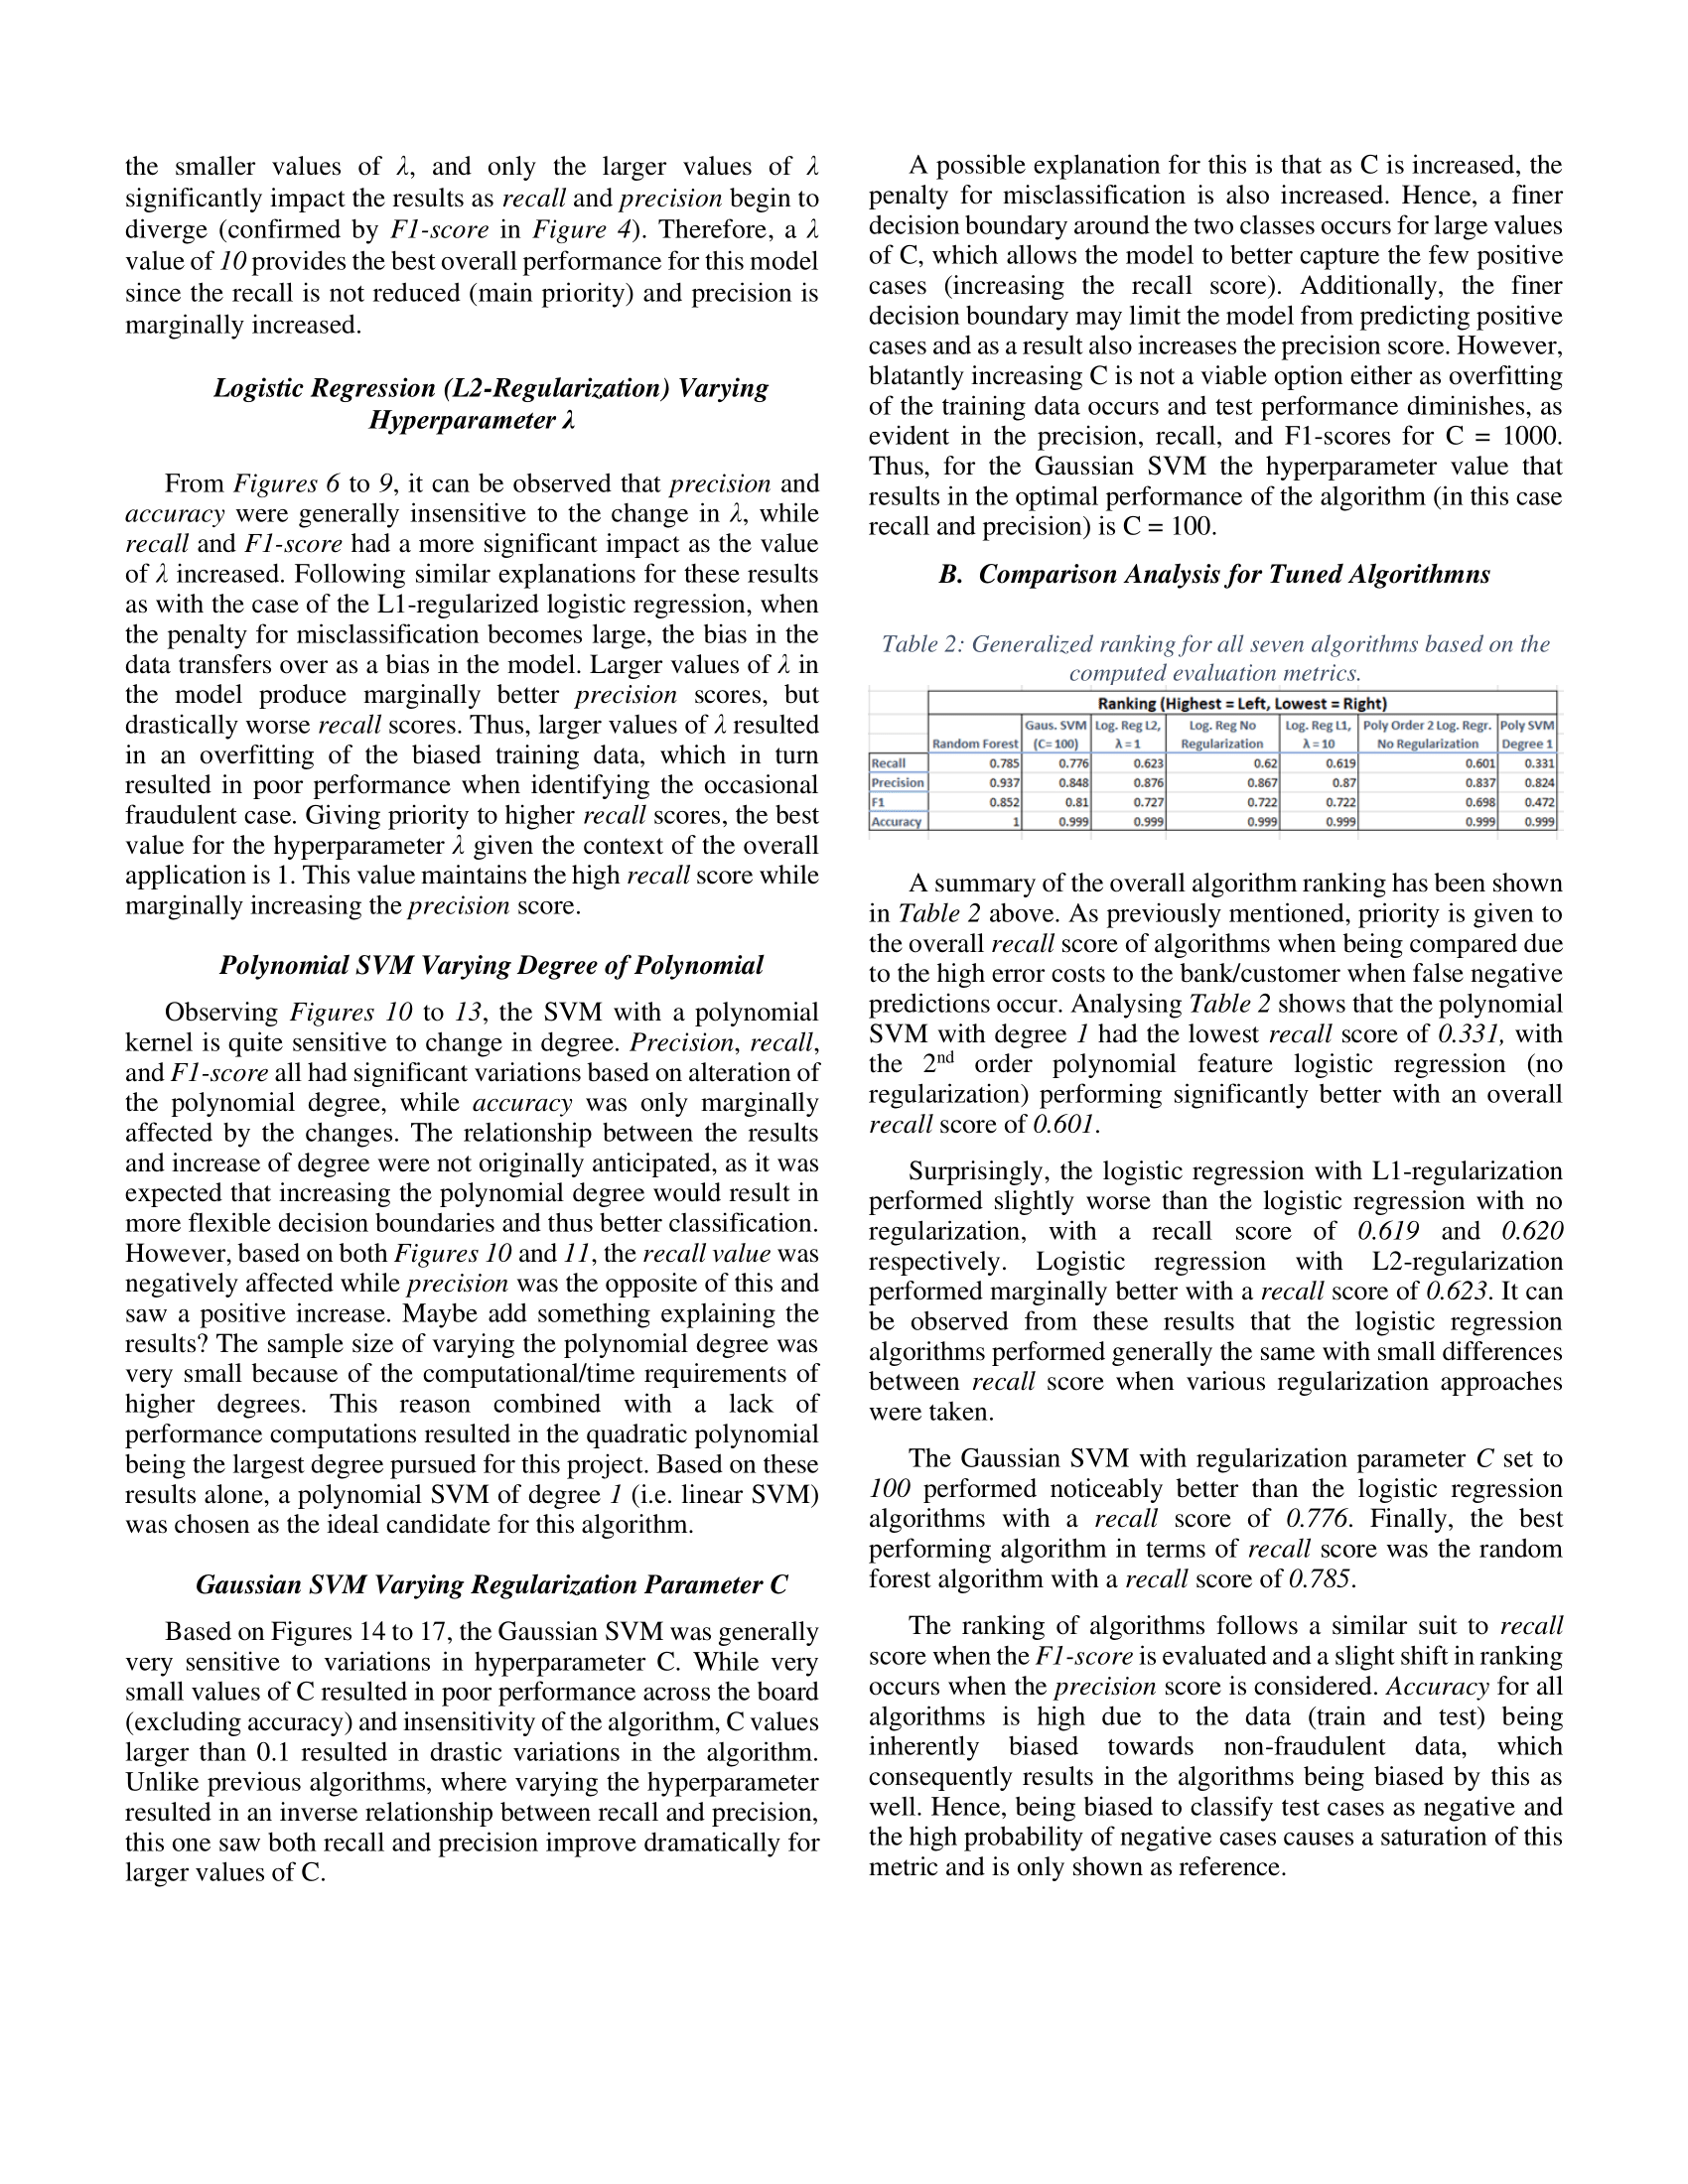 the smaller values of λ, and only the larger values of λ
significantly impact the results as recall and precision begin to
diverge (confirmed by F1-score in Figure 4). Therefore, a λ
value of 10 provides the best overall performance for this model
since the recall is not reduced (main priority) and precision is
marginally increased.
Logistic Regression (L2-Regularization) Varying
Hyperparameter λ
From Figures 6 to 9, it can be observed that precision and
accuracy were generally insensitive to the change in λ, while
recall and F1-score had a more significant impact as the value
of λ increased. Following similar explanations for these results
as with the case of the L1-regularized logistic regression, when
the penalty for misclassification becomes large, the bias in the
data transfers over as a bias in the model. Larger values of λ in
the model produce marginally better precision scores, but
drastically worse recall scores. Thus, larger values of λ resulted
in an overfitting of the biased training data, which in turn
resulted in poor performance when identifying the occasional
fraudulent case. Giving priority to higher recall scores, the best
value for the hyperparameter λ given the context of the overall
application is 1. This value maintains the high recall score while
marginally increasing the precision score.
Polynomial SVM Varying Degree of Polynomial
Observing Figures 10 to 13, the SVM with a polynomial
kernel is quite sensitive to change in degree. Precision, recall,
and F1-score all had significant variations based on alteration of
the polynomial degree, while accuracy was only marginally
affected by the changes. The relationship between the results
and increase of degree were not originally anticipated, as it was
expected that increasing the polynomial degree would result in
more flexible decision boundaries and thus better classification.
However, based on both Figures 10 and 11, the recall value was
negatively affected while precision was the opposite of this and
saw a positive increase. Maybe add something explaining the
results? The sample size of varying the polynomial degree was
very small because of the computational/time requirements of
higher degrees. This reason combined with a lack of
performance computations resulted in the quadratic polynomial
being the largest degree pursued for this project. Based on these
results alone, a polynomial SVM of degree 1 (i.e. linear SVM)
was chosen as the ideal candidate for this algorithm.
Gaussian SVM Varying Regularization Parameter C
Based on Figures 14 to 17, the Gaussian SVM was generally
very sensitive to variations in hyperparameter C. While very
small values of C resulted in poor performance across the board
(excluding accuracy) and insensitivity of the algorithm, C values
larger than 0.1 resulted in drastic variations in the algorithm.
Unlike previous algorithms, where varying the hyperparameter
resulted in an inverse relationship between recall and precision,
this one saw both recall and precision improve dramatically for
larger values of C.
A possible explanation for this is that as C is increased, the
penalty for misclassification is also increased. Hence, a finer
decision boundary around the two classes occurs for large values
of C, which allows the model to better capture the few positive
cases (increasing the recall score). Additionally, the finer
decision boundary may limit the model from predicting positive
cases and as a result also increases the precision score. However,
blatantly increasing C is not a viable option either as overfitting
of the training data occurs and test performance diminishes, as
evident in the precision, recall, and F1-scores for C = 1000.
Thus, for the Gaussian SVM the hyperparameter value that
results in the optimal performance of the algorithm (in this case
recall and precision) is C = 100.
B. Comparison Analysis for Tuned Algorithmns
Table 2: Generalized ranking for all seven algorithms based on the
computed evaluation metrics.
Ranking (Highest = Left, Lowest = Right)
Gaus. SVM Log. Reg L2, Log. Reg No Log. Reg L1, Poly Order 2 Log. Regr. Poly SVM
Random Forest (C= 100) λ = 1 Regularization λ = 10 No Regularization Degree 1
Recall 0.785 0.776 0.623 0.62 0.619 0.601 0.331
Precision 0.937 0.848 0.876 0.867 0.87 0.837 0.824
F1 0.852 0.81 0.727 0.722 0.722 0.698 0.472
Accuracy 1 0.999 0.999 0.999 0.999 0.999 0.999
A summary of the overall algorithm ranking has been shown
in Table 2 above. As previously mentioned, priority is given to
the overall recall score of algorithms when being compared due
to the high error costs to the bank/customer when false negative
predictions occur. Analysing Table 2 shows that the polynomial
SVM with degree 1 had the lowest recall score of 0.331, with
the 2nd order polynomial feature logistic regression (no
regularization) performing significantly better with an overall
recall score of 0.601.
Surprisingly, the logistic regression with L1-regularization
performed slightly worse than the logistic regression with no
regularization, with a recall score of 0.619 and 0.620
respectively. Logistic regression with L2-regularization
performed marginally better with a recall score of 0.623. It can
be observed from these results that the logistic regression
algorithms performed generally the same with small differences
between recall score when various regularization approaches
were taken.
The Gaussian SVM with regularization parameter C set to
100 performed noticeably better than the logistic regression
algorithms with a recall score of 0.776. Finally, the best
performing algorithm in terms of recall score was the random
forest algorithm with a recall score of 0.785.
The ranking of algorithms follows a similar suit to recall
score when the F1-score is evaluated and a slight shift in ranking
occurs when the precision score is considered. Accuracy for all
algorithms is high due to the data (train and test) being
inherently biased towards non-fraudulent data, which
consequently results in the algorithms being biased by this as
well. Hence, being biased to classify test cases as negative and
the high probability of negative cases causes a saturation of this
metric and is only shown as reference.